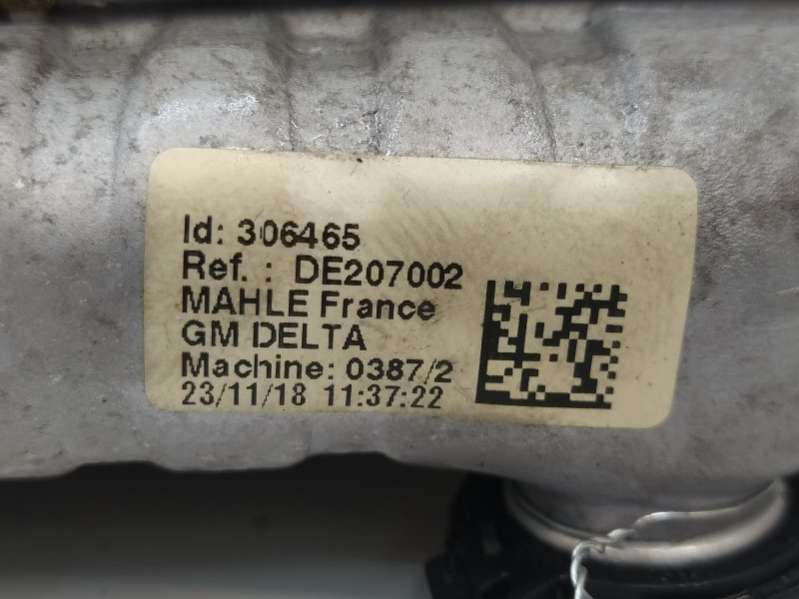 Id: 306465
Ref. : DE207002
MAHLE France
GM DELTA
Machine: 0387/2
23/11/18 11:37:22